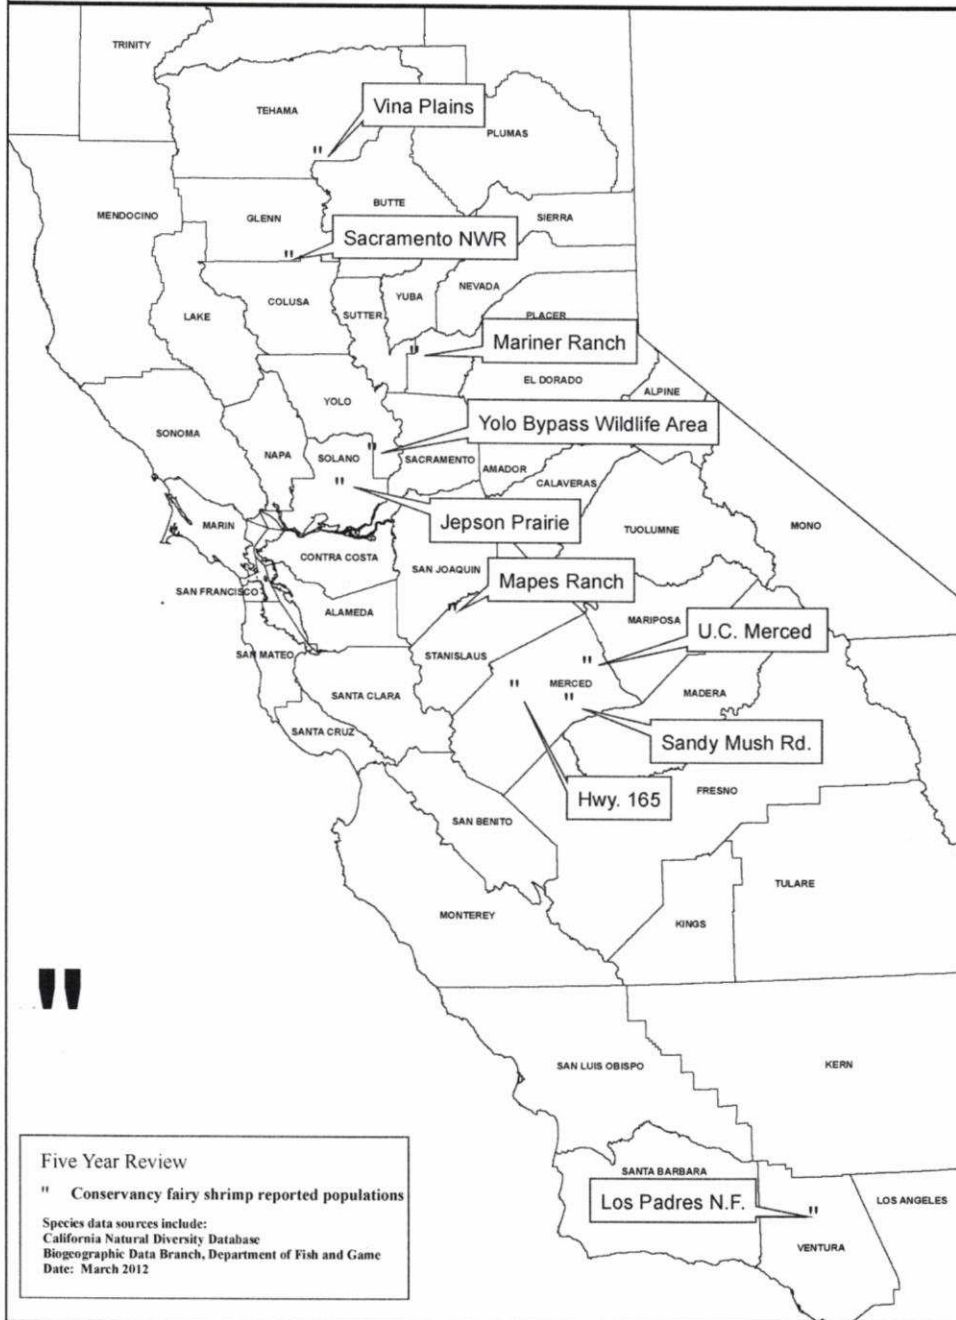 TRINITY
Vina Plains
TEHAMA
PLUMAS
"
BUTTE
MENDOCINO
GLENN
SIERRA
Sacramento NWR
"
NEVADA
YUBA
COLUSA
SUTTER
LAKE
PLACER
Mariner Ranch
"
EL DORADO
ALPINE
YOLO
Yolo Bypass Wildlife Area
SONOMA
"
NAPA
SOLANO
SACRAMENTO
AMADOR
"
CALAVERAS
Jepson Prairie
MARIN
TUOLUMNE
MONO
CONTRA COSTA
SAN JOAQUIN
Mapes Ranch
SAN FRANCISCO
"
ALAMEDA
MARIPOSA
U.C. Merced
SAN MATEO
STANISLAUS
"
MERCED
"
SANTA CLARA
MADERA
"
SANTA CRUZ
Sandy Mush Rd.
Hwy. 165
FRESNO
SAN BENITO
TULARE
MONTEREY
KINGS
"
SAN LUIS OBISPO
KERN
Five Year Review
" Conservancy fairy shrimp reported populations
Species data sources include:
California Natural Diversity Database
Biogeographic Data Branch, Department of Fish and Game
Date: March 2012
SANTA BARBARA
Los Padres N.F.
"
LOS ANGELES
VENTURA